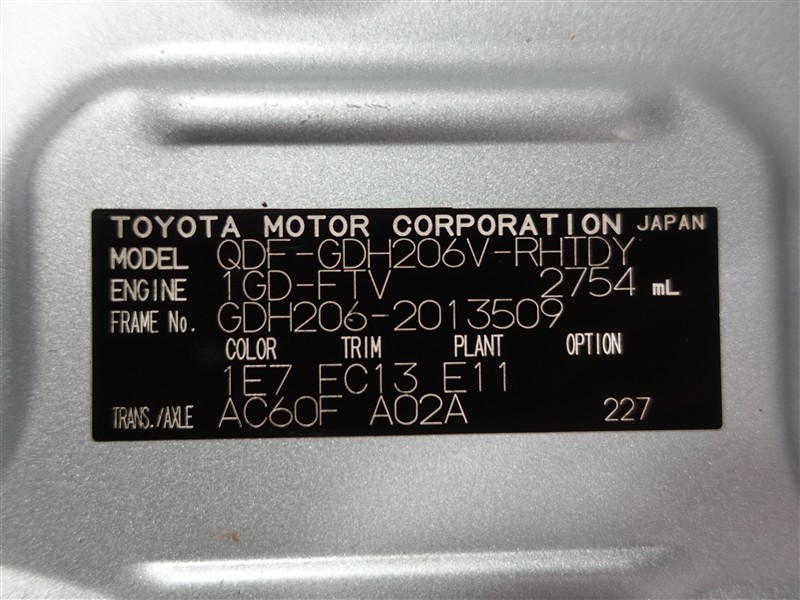 TOYOTA MOTOR CORPORATION JAPAN
MODEL QDF-GDH206V-RHTDY
ENGINE 1GD-FTV 2754 mL
FRAME No. GDH206-2013509
COLOR TRIM PLANT OPTION
1E7 FC13 E11
TRANS./AXLE AC60F A02A 227